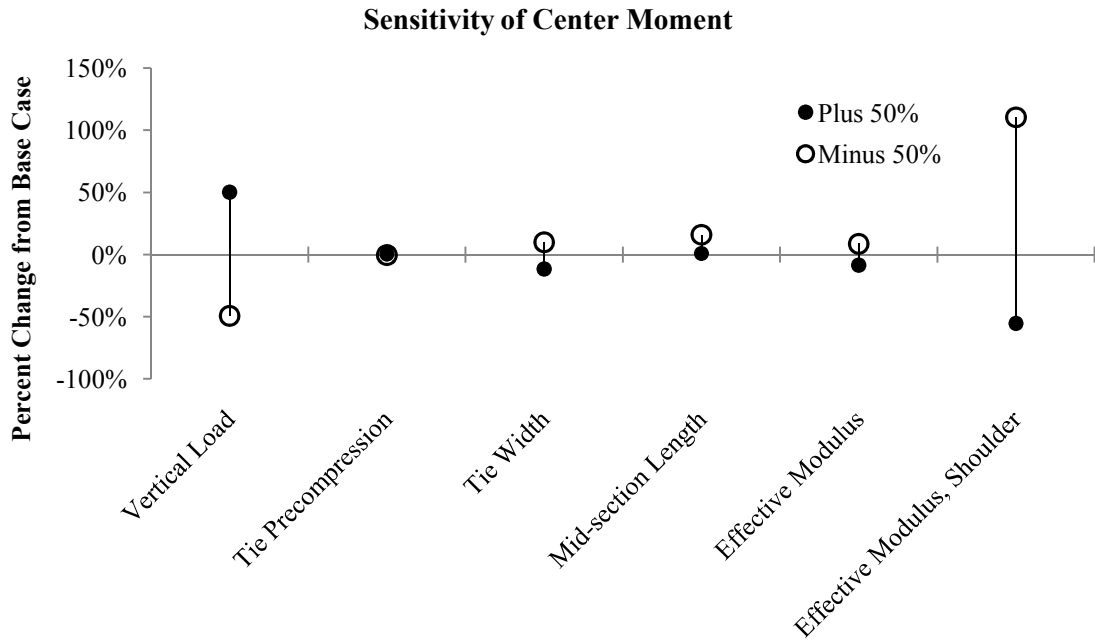 Sensitivity of Center Moment
Percent Change from Base Case
150%
100%
50%
0%
-50%
-100%
Plus 50%
Minus 50%
Vertical Load
Tie Precompression
Tie Width
Mid-section Length
Effective Modulus
Effective Modulus, Shoulder